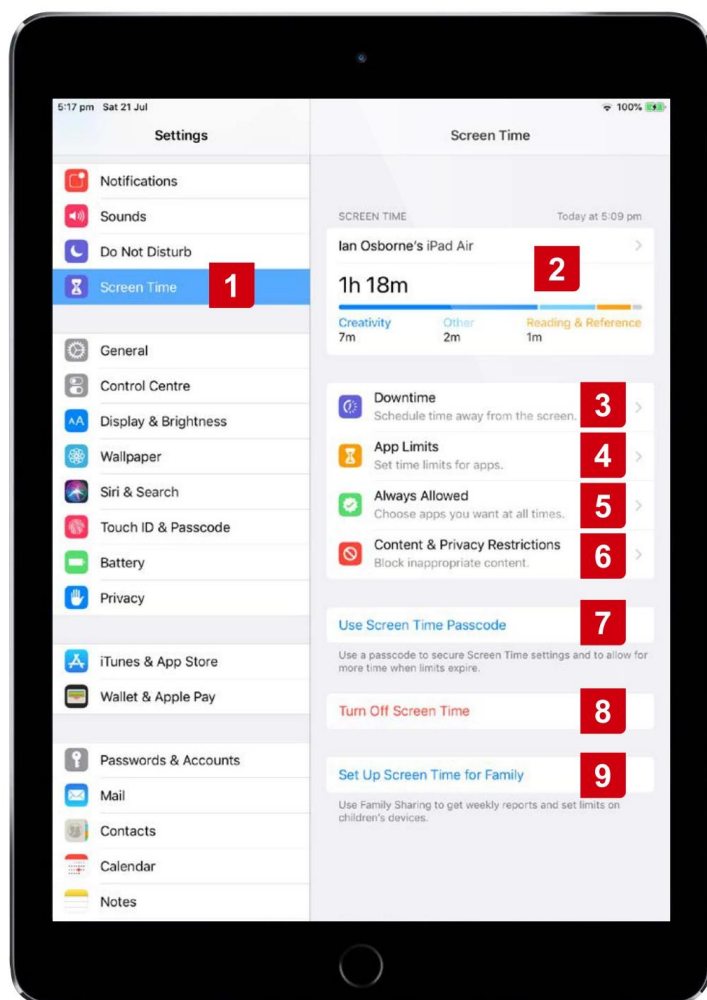 5:17 pm Sat 21 Jul
100%
Settings
Notifications
Sounds
Do Not Disturb
Screen Time
1
General
Control Centre
AA
Display & Brightness
Wallpaper
Siri & Search
Touch ID & Passcode
Battery
Privacy
iTunes & App Store
Wallet & Apple Pay
Passwords & Accounts
Mail
Contacts
Calendar
Notes
Screen Time
SCREEN TIME Today at 5:09 pm
Ian Osborne's iPad Air
2
1h 18m
Creativity Other Reading & Reference
7m 2m 1m
Downtime
Schedule time away from the screen.
3
App Limits
Set time limits for apps.
4
Always Allowed
Choose apps you want at all times.
5
Content & Privacy Restrictions
Block inappropriate content.
6
Use Screen Time Passcode
7
Use a passcode to secure Screen Time settings and to allow for
more time when limits expire.
Turn Off Screen Time
8
Set Up Screen Time for Family
9
Use Family Sharing to get weekly reports and set limits on
children's devices.